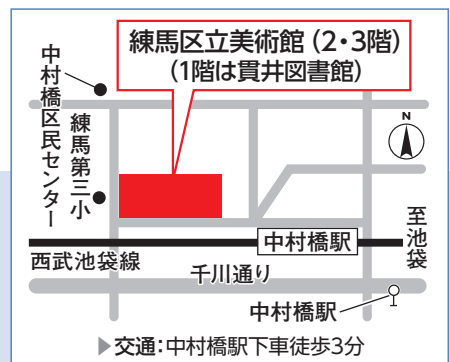 練馬区立美術館（2・3階）
（1階は貫井図書館）
中村橋区民センター
練馬第三小
N
至池袋
中村橋駅
西武池袋線
千川通り
中村橋駅
▶交通：中村橋駅下車徒歩3分